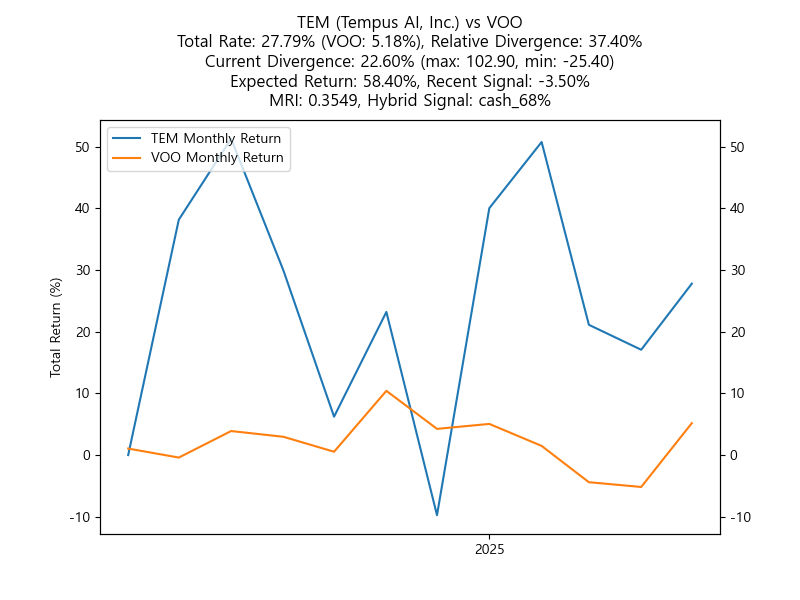 TEM (Tempus AI, Inc.) vs VOO
Total Rate: 27.79% (VOO: 5.18%), Relative Divergence: 37.40%
Current Divergence: 22.60% (max: 102.90, min: -25.40)
Expected Return: 58.40%, Recent Signal: -3.50%
MRI: 0.3549, Hybrid Signal: cash_68%
TEM Monthly Return
VOO Monthly Return
Total Return (%)
50
40
30
20
10
0
-10
50
40
30
20
10
0
-10
2025